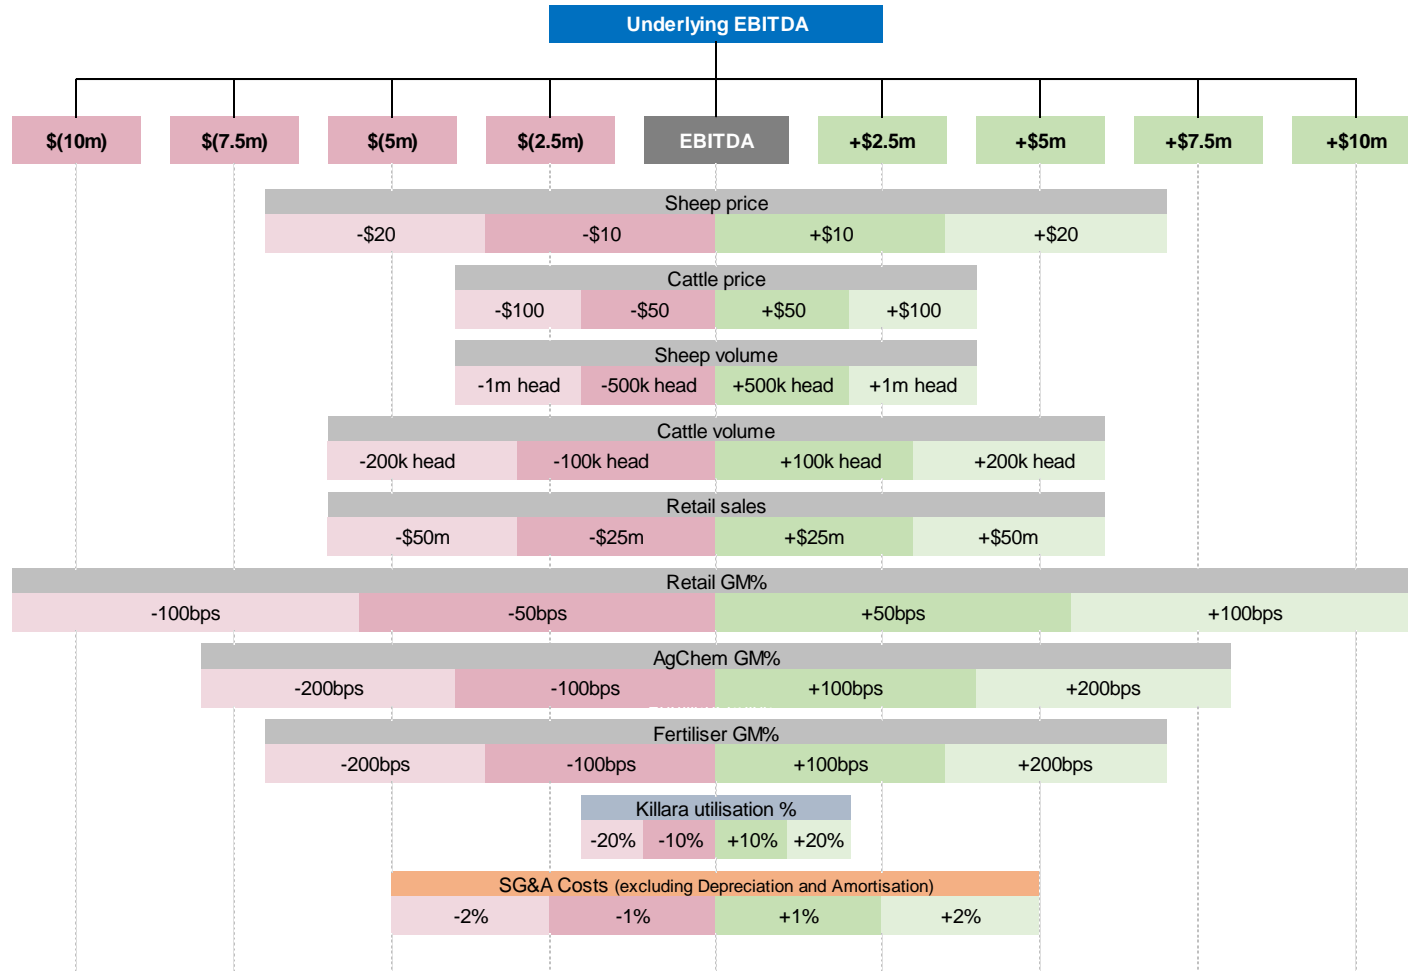 Underlying EBITDA
$(10m) $(7.5m) $(5m) $(2.5m) EBITDA +$2.5m +$5m +$7.5m +$10m
Sheep price
-$20 -$10 +$10 +$20
Cattle price
-$100 -$50 +$50 +$100
Sheep volume
-1m head -500k head +500k head +1m head
Cattle volume
-200k head -100k head +100k head +200k head
Retail sales
-$50m -$25m +$25m +$50m
Retail GM%
-100bps -50bps +50bps +100bps
AgChem GM%
-200bps -100bps +100bps +200bps
Fertiliser GM%
-200bps -100bps +100bps +200bps
Killara utilisation %
-20% -10% +10% +20%
SG&A Costs (excluding Depreciation and Amortisation)
-2% -1% +1% +2%